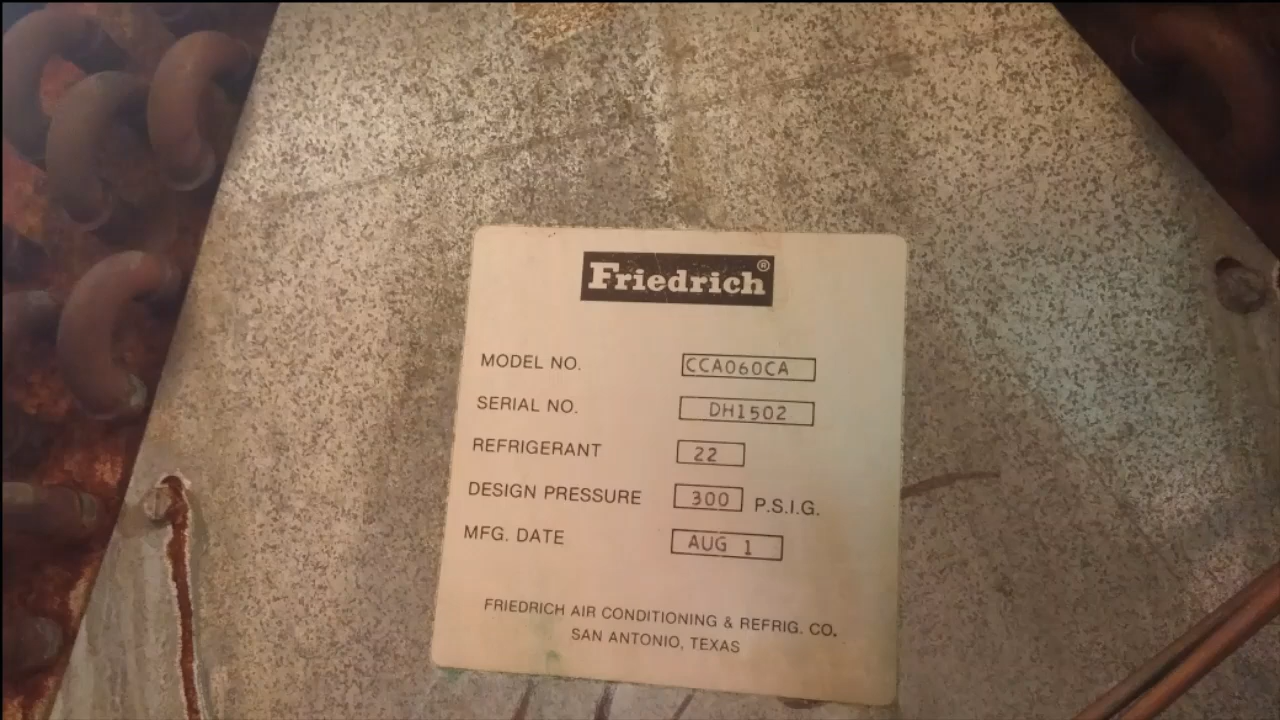 Friedrich®
MODEL NO. CCA060CA
SERIAL NO. DH1502
REFRIGERANT 22
DESIGN PRESSURE 300 P.S.I.G.
MFG. DATE AUG 1
FRIEDRICH AIR CONDITIONING & REFRIG. CO.
SAN ANTONIO, TEXAS